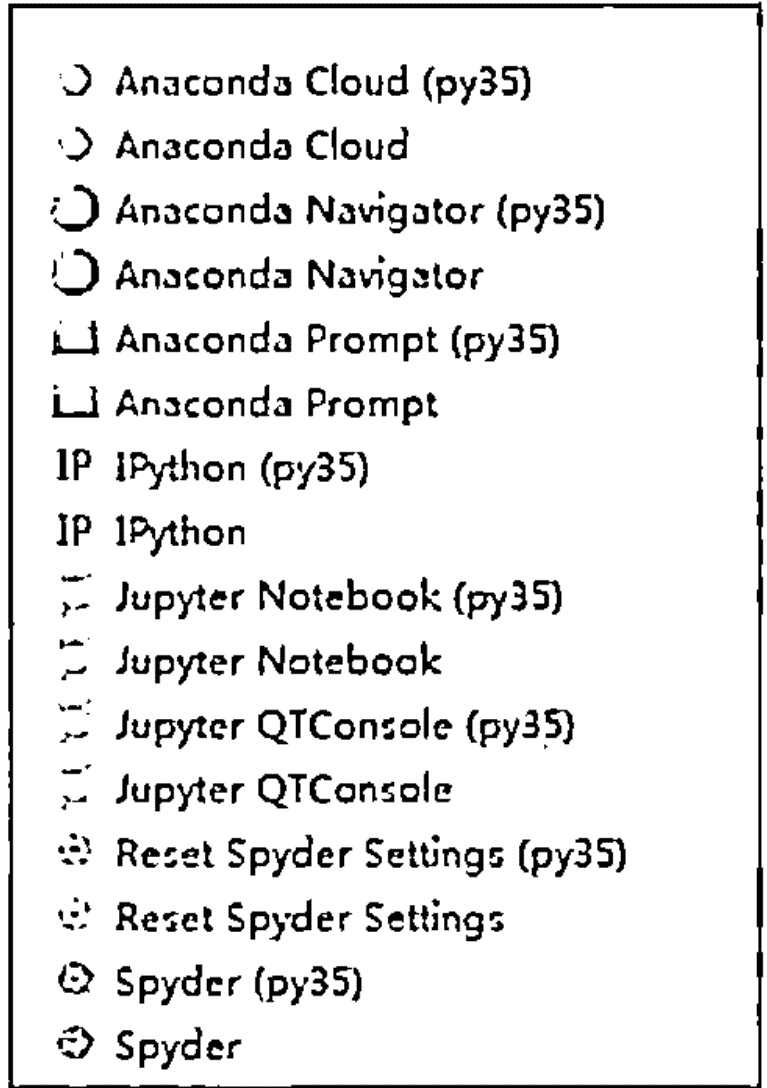 Anaconda Cloud (py35)
Anaconda Cloud
Anaconda Navigator (py35)
Anaconda Navigator
Anaconda Prompt (py35)
Anaconda Prompt
IP IPython (py35)
IP IPython
Jupyter Notebook (py35)
Jupyter Notebook
Jupyter QTConsole (py35)
Jupyter QTConsole
Reset Spyder Settings (py35)
Reset Spyder Settings
Spyder (py35)
Spyder